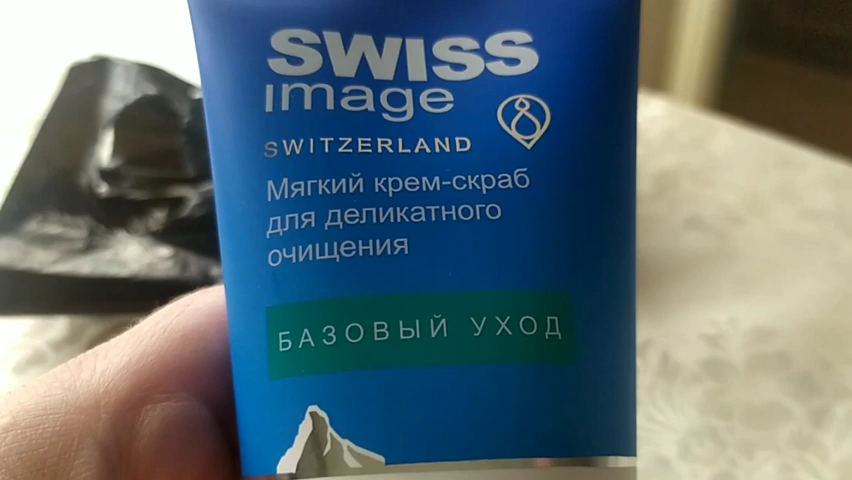 SWISS
image
SWITZERLAND
Мягкий крем-скраб
для деликатного
очищения
БАЗОВЫЙ УХОД